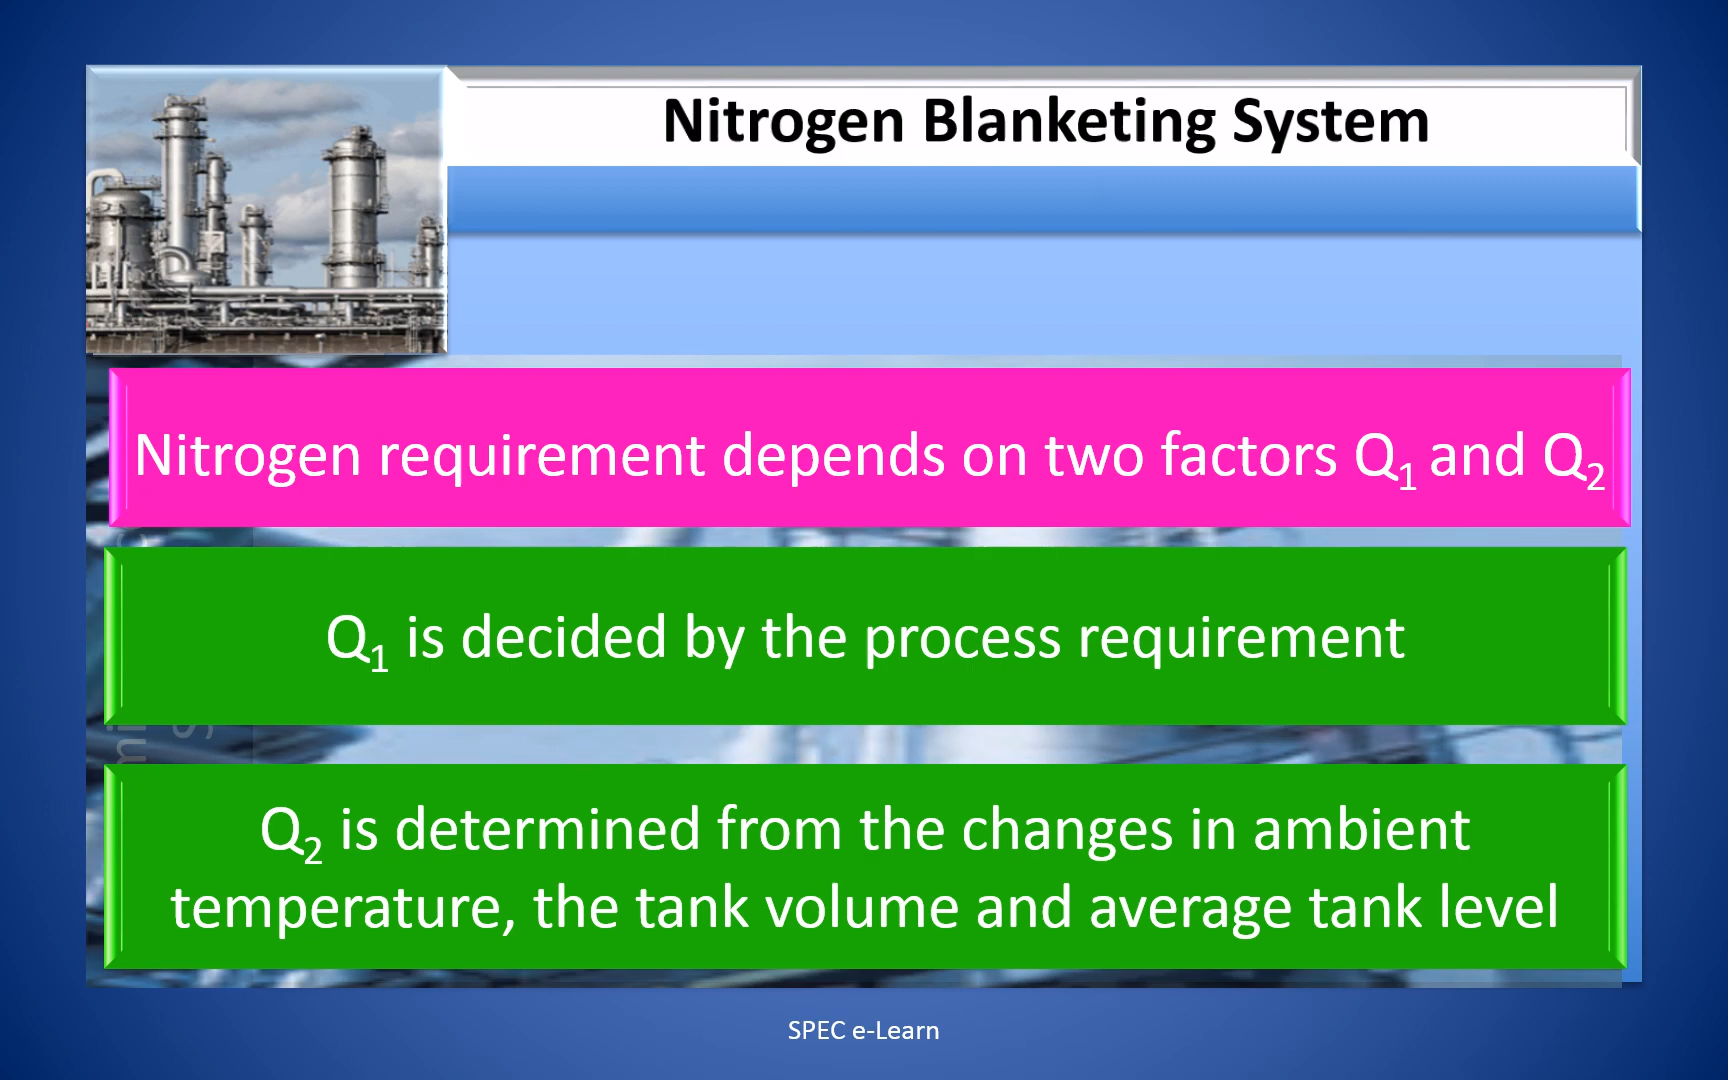 Nitrogen Blanketing System
Nitrogen requirement depends on two factors Q₁ and Q₂
Q₁ is decided by the process requirement
Q₂ is determined from the changes in ambient
temperature, the tank volume and average tank level
SPEC e-Learn